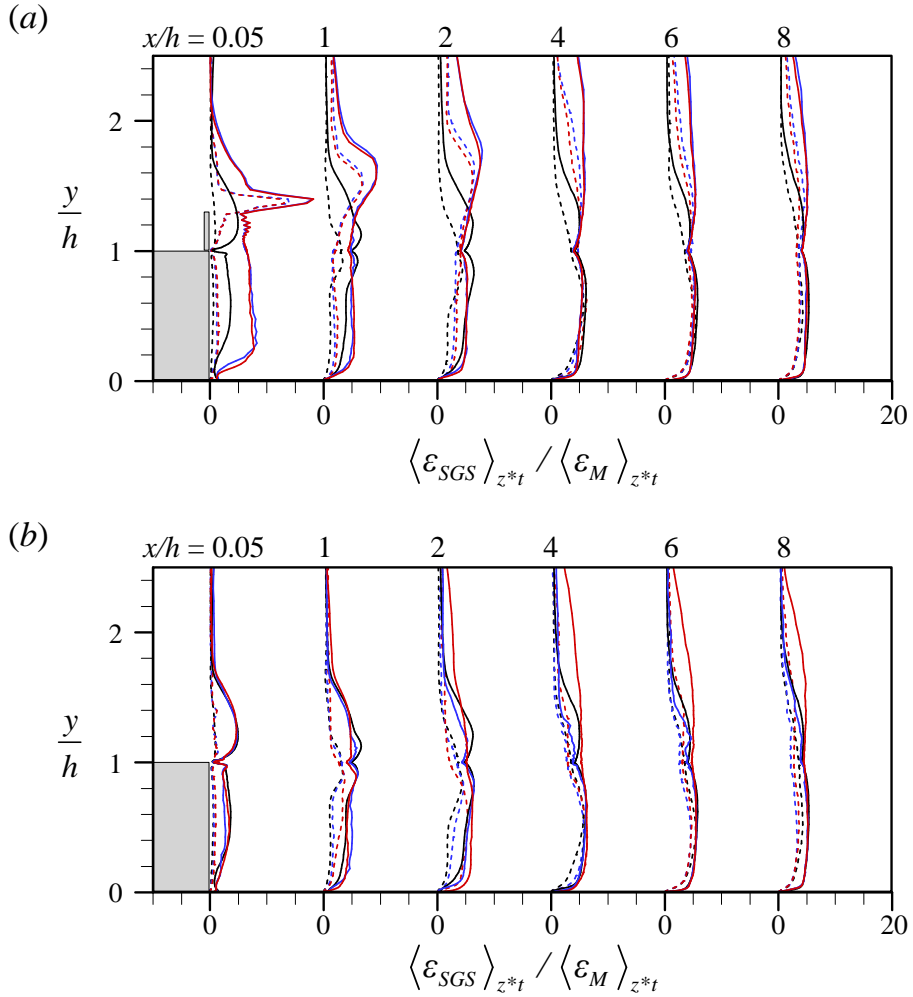 (a)
x/h = 0.05 1 2 4 6 8
2
y/h
1
0
0 0 0 0 0 0 20
⟨ε_SGS⟩_z*t / ⟨ε_M⟩_z*t
(b)
x/h = 0.05 1 2 4 6 8
2
y/h
1
0
0 0 0 0 0 0 20
⟨ε_SGS⟩_z*t / ⟨ε_M⟩_z*t